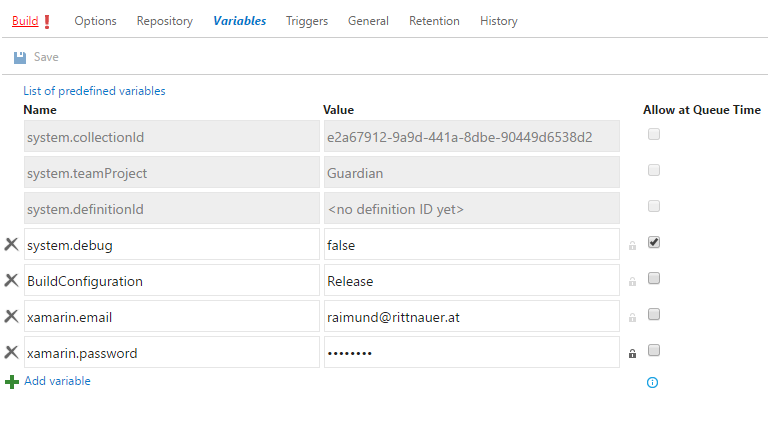 Build Options Repository Variables Triggers General Retention History
Save
List of predefined variables
Name Value Allow at Queue Time
system.collectionId e2a67912-9a9d-441a-8dbe-90449d6538d2
system.teamProject Guardian
system.definitionId <no definition ID yet>
system.debug false
BuildConfiguration Release
xamarin.email raimund@rittnauer.at
xamarin.password ••••••••
Add variable